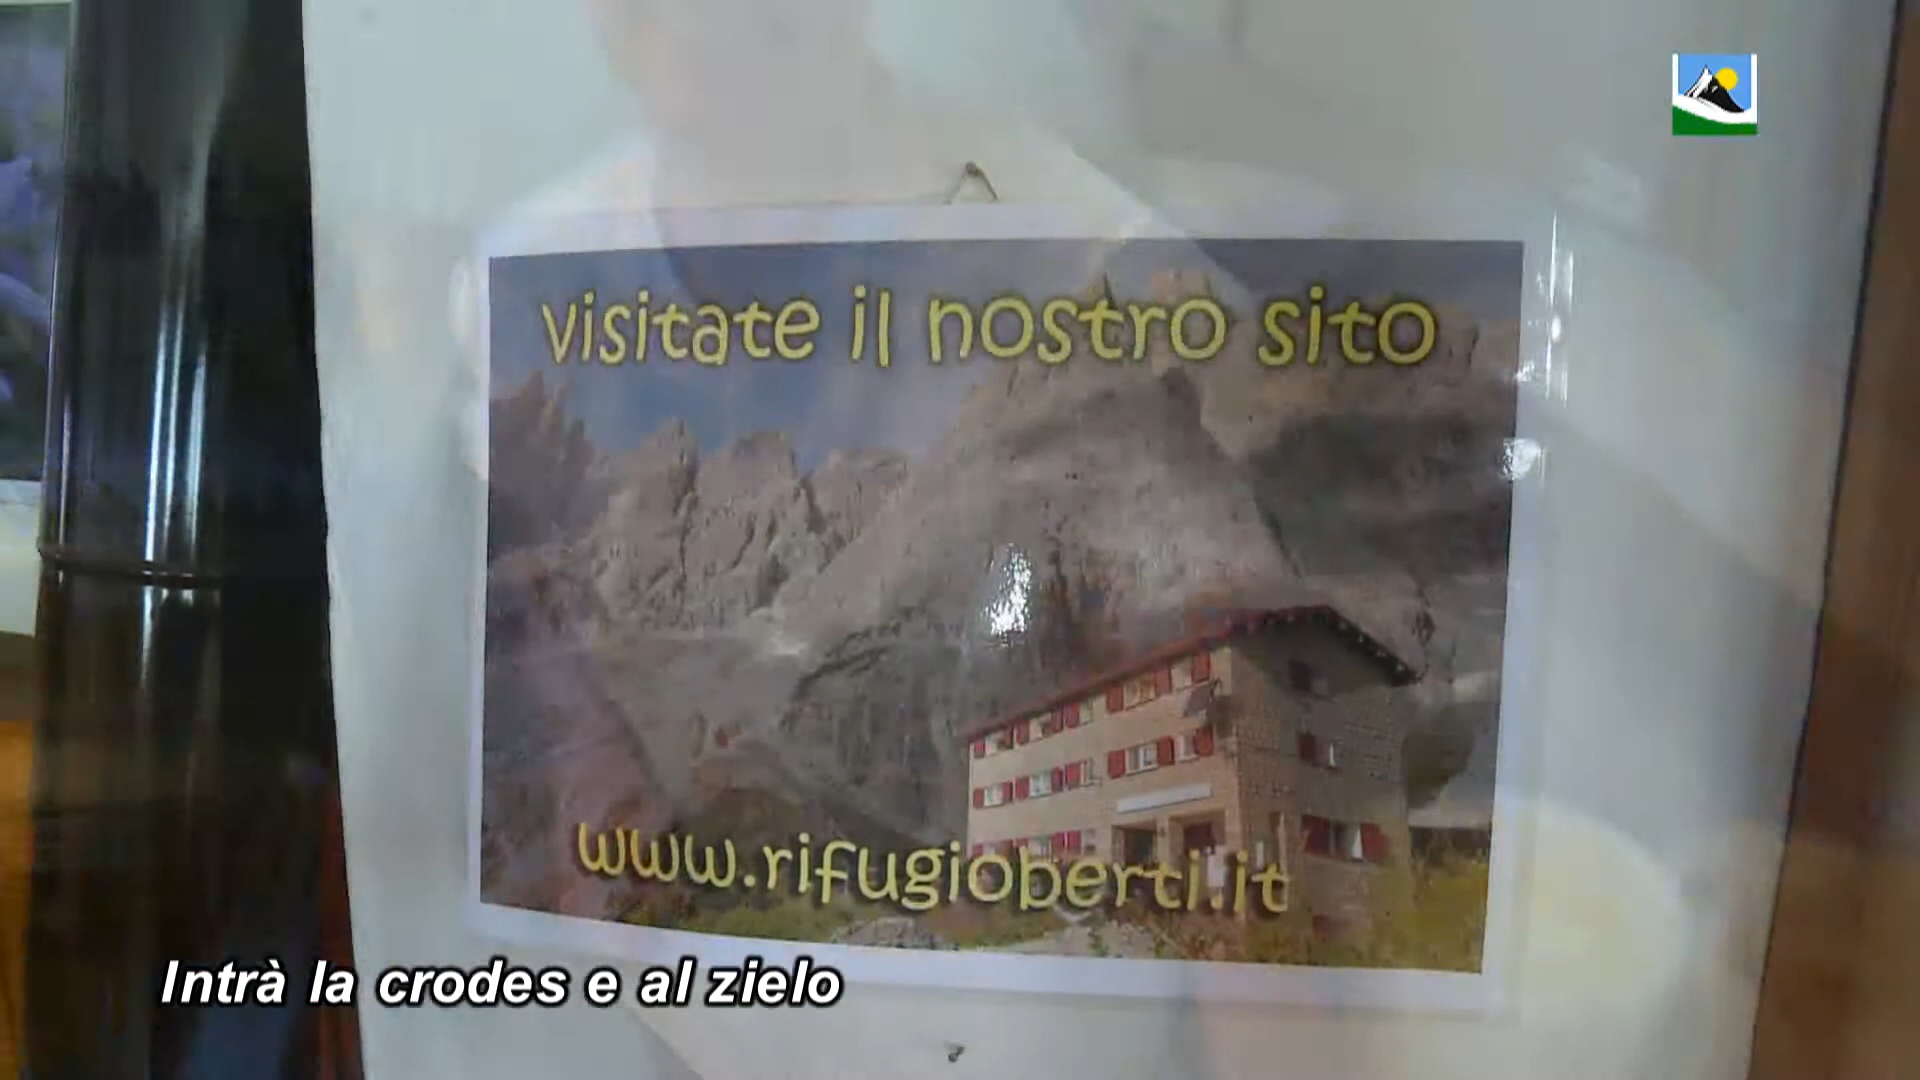 visitate il nostro sito
www.rifugioberti.it
Intrà la crodes e al zielo